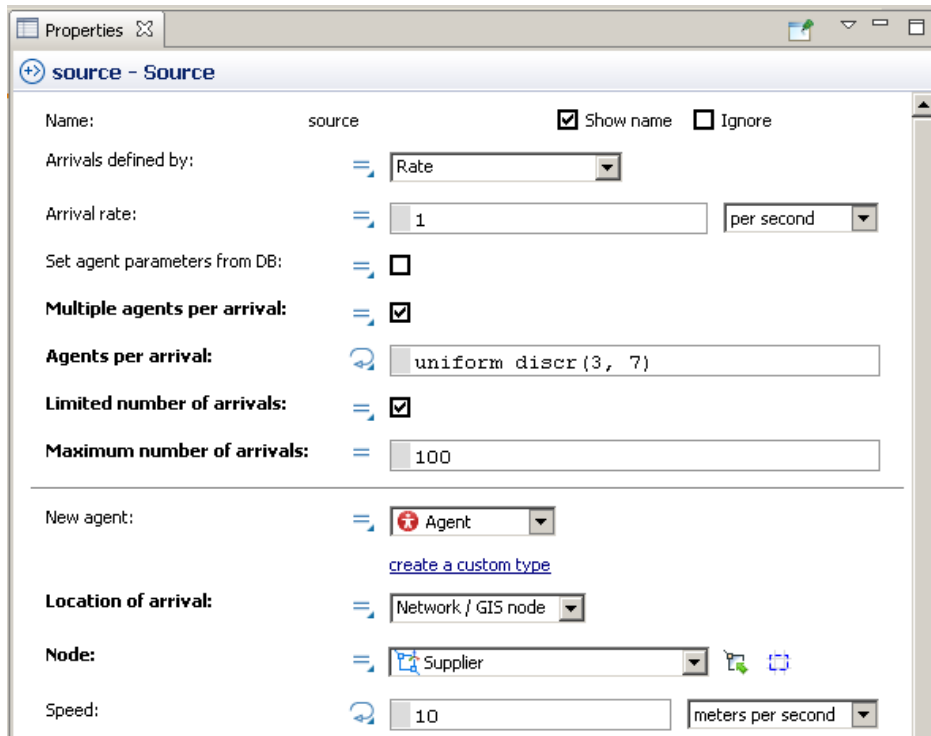 Properties
source - Source
Name: source Show name Ignore
Arrivals defined by: Rate
Arrival rate: 1 per second
Set agent parameters from DB:
Multiple agents per arrival:
Agents per arrival: uniform_discr(3, 7)
Limited number of arrivals:
Maximum number of arrivals: 100
New agent: Agent
create a custom type
Location of arrival: Network / GIS node
Node: Supplier
Speed: 10 meters per second